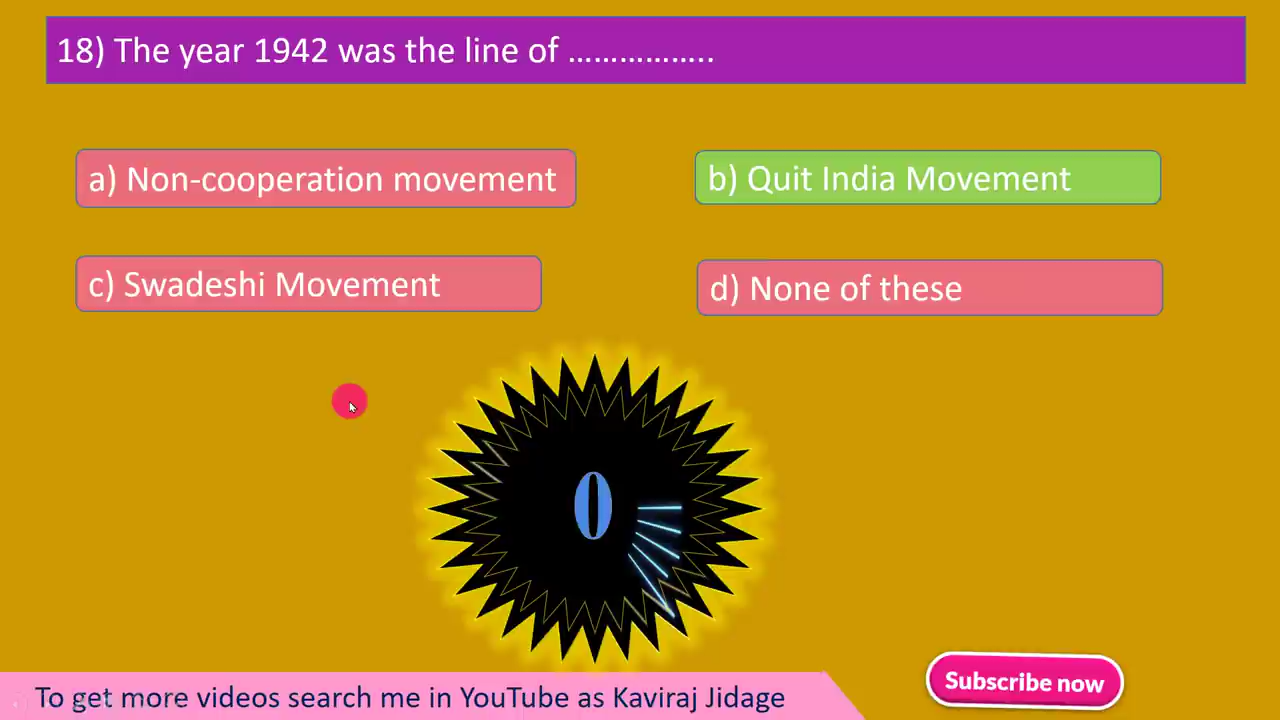 18) The year 1942 was the line of ……………..
a) Non-cooperation movement
b) Quit India Movement
c) Swadeshi Movement
d) None of these
0
To get more videos search me in YouTube as Kaviraj Jidage
Subscribe now